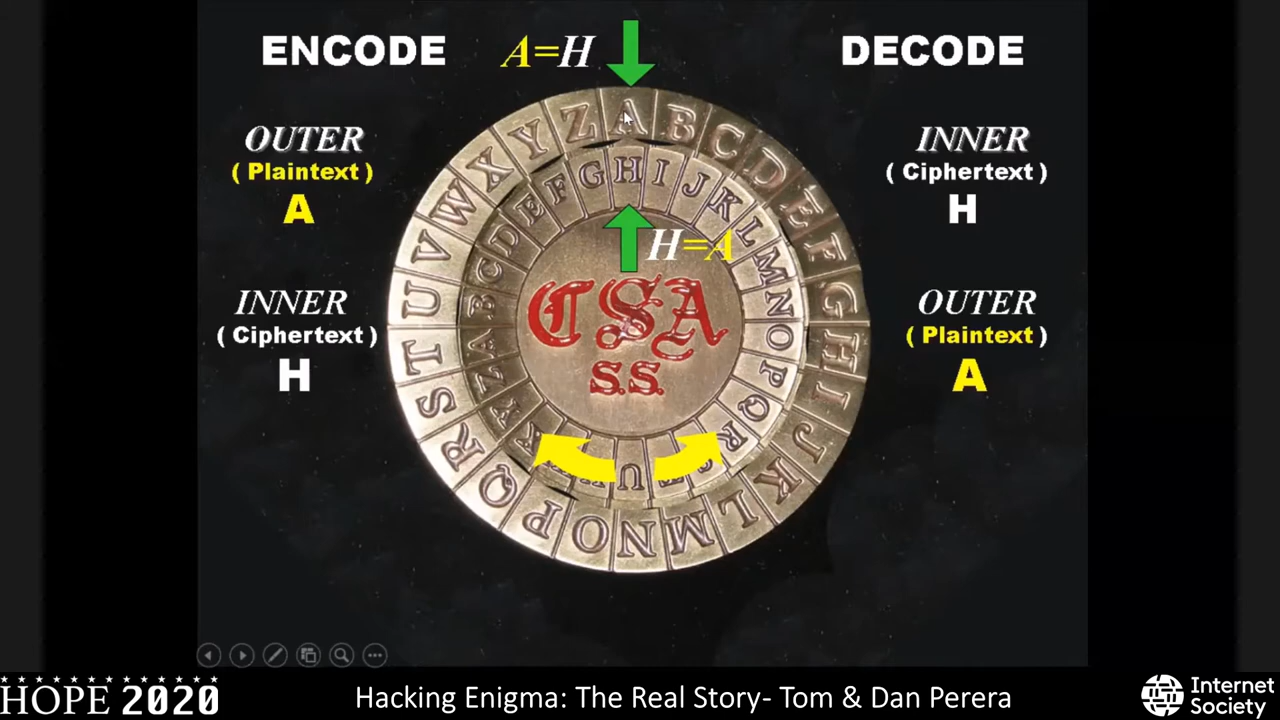 ENCODE
A=H
DECODE
OUTER
( Plaintext )
A
INNER
( Ciphertext )
H
INNER
( Ciphertext )
H
OUTER
( Plaintext )
A
H=A
A B C D E F G H I J K L M N O P Q R S T U V W X Y Z
H I J K L M N O P Q R
U
Y Z A B C D E F G
CSA
S.S.
HOPE 2020
Hacking Enigma: The Real Story- Tom & Dan Perera
Internet
Society